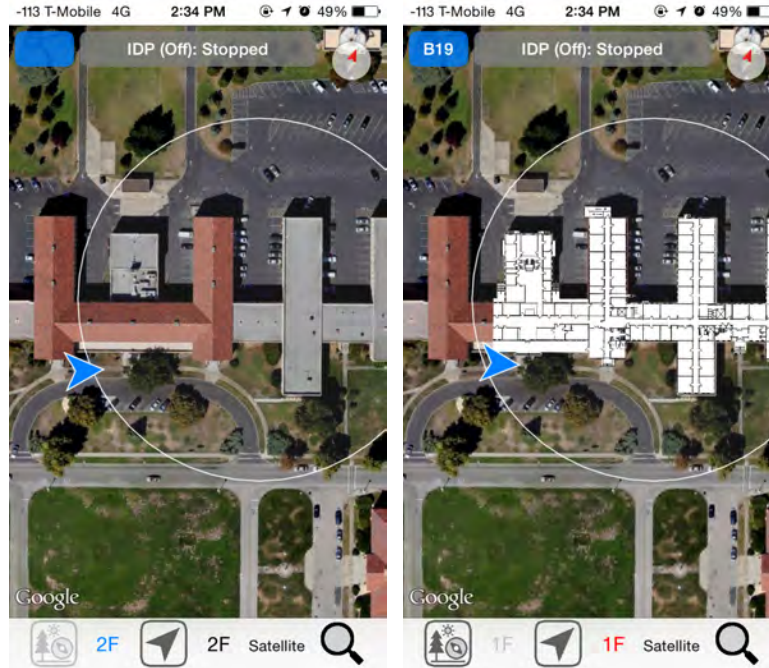 -113 T-Mobile 4G 2:34 PM 49%
IDP (Off): Stopped
Google
2F 2F Satellite
-113 T-Mobile 4G 2:34 PM 49%
B19 IDP (Off): Stopped
Google
1F 1F Satellite